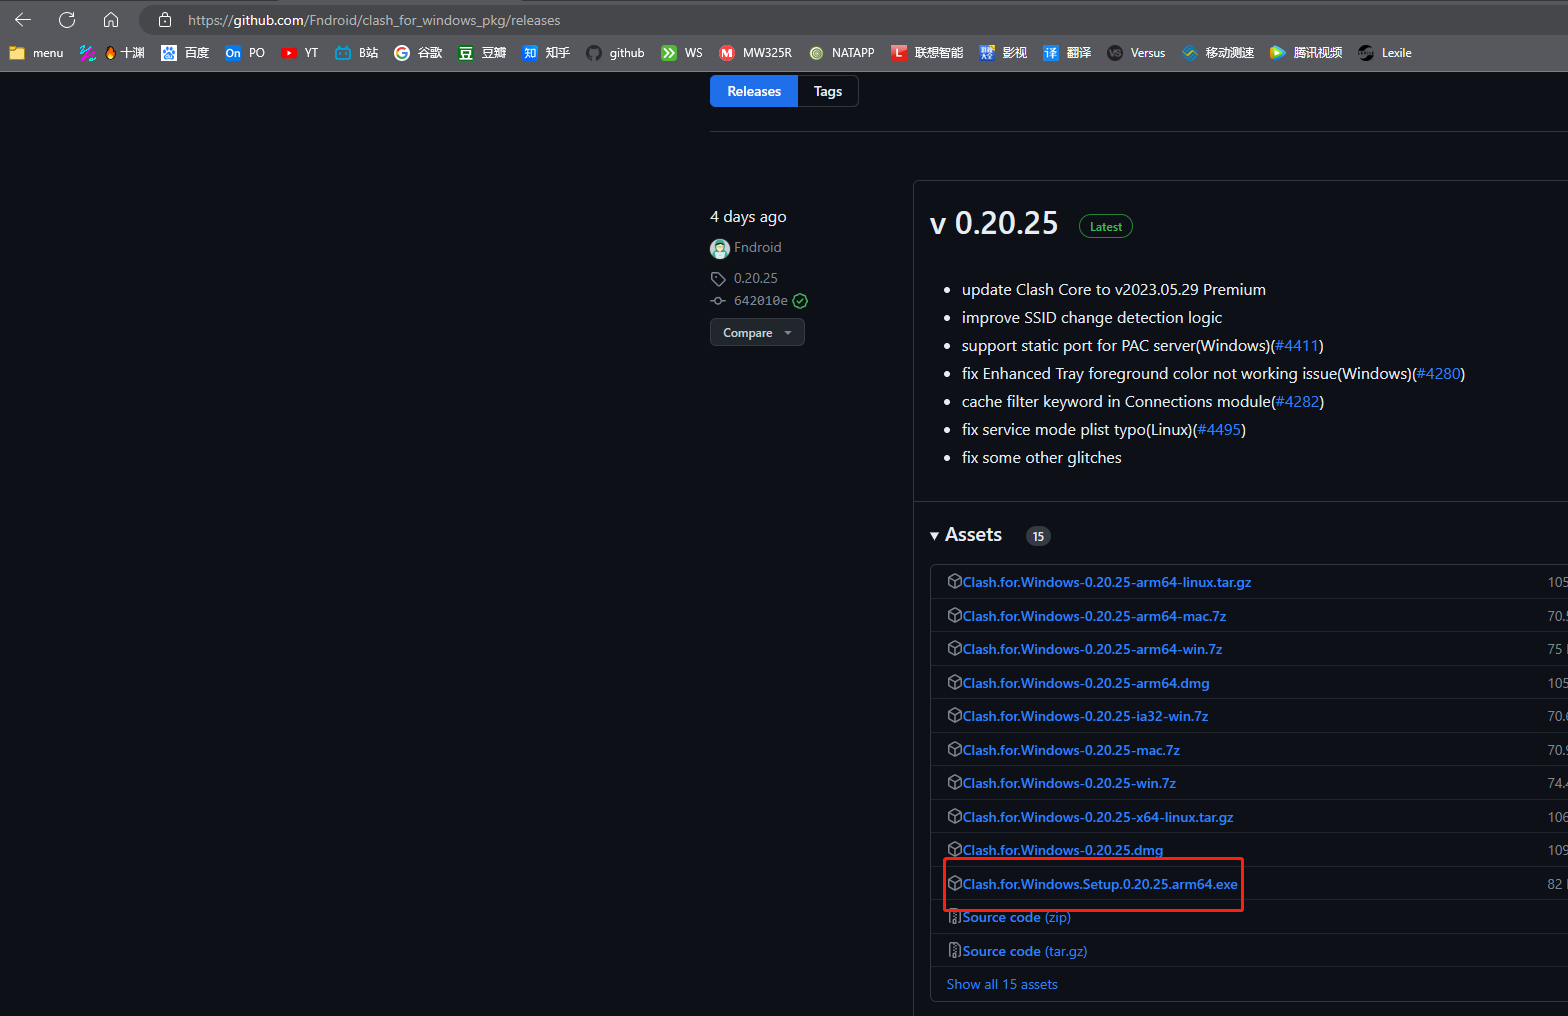 https://github.com/Fndroid/clash_for_windows_pkg/releases
menu 十渊 On PO 百度 YT B站 谷歌 豆 豆瓣 知 知乎 github WS M MW325R NATAPP L 联想智能 影视 译 翻译 VS Versus 移动测速 腾讯视频 Lexile
Releases Tags
4 days ago
Fndroid
0.20.25
642010e
Compare
v 0.20.25 Latest
update Clash Core to v2023.05.29 Premium
improve SSID change detection logic
support static port for PAC server(Windows)(#4411)
fix Enhanced Tray foreground color not working issue(Windows)(#4280)
cache filter keyword in Connections module(#4282)
fix service mode plist typo(Linux)(#4495)
fix some other glitches
Assets 15
Clash.for.Windows-0.20.25-arm64-linux.tar.gz 105
Clash.for.Windows-0.20.25-arm64-mac.7z 70.5
Clash.for.Windows-0.20.25-arm64-win.7z 75
Clash.for.Windows-0.20.25-arm64.dmg 105
Clash.for.Windows-0.20.25-ia32-win.7z 70.6
Clash.for.Windows-0.20.25-mac.7z 70.9
Clash.for.Windows-0.20.25-win.7z 74.4
Clash.for.Windows-0.20.25-x64-linux.tar.gz 106
Clash.for.Windows-0.20.25.dmg 109
Clash.for.Windows.Setup.0.20.25.arm64.exe 82
Source code (zip)
Source code (tar.gz)
Show all 15 assets